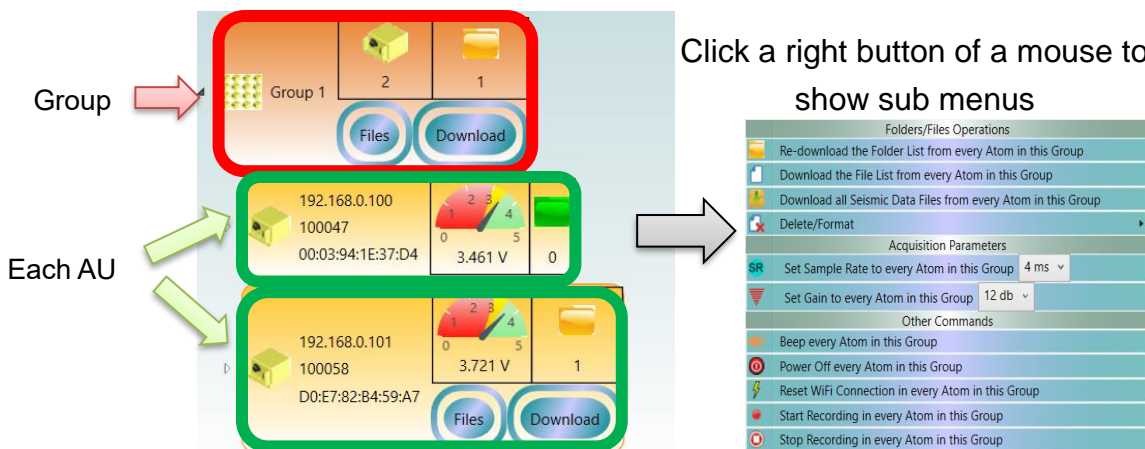 Group
Each AU
Group 1
2
1
Files
Download
192.168.0.100
100047
00:03:94:1E:37:D4
0
1
2
3
4
5
3.461 V
0
192.168.0.101
100058
D0:E7:82:B4:59:A7
0
1
2
3
4
5
3.721 V
1
Files
Download
Click a right button of a mouse to
show sub menus
Folders/Files Operations
Re-download the Folder List from every Atom in this Group
Download the File List from every Atom in this Group
Download all Seismic Data Files from every Atom in this Group
Delete/Format
Acquisition Parameters
SR Set Sample Rate to every Atom in this Group 4 ms
Set Gain to every Atom in this Group 12 db
Other Commands
Beep every Atom in this Group
Power Off every Atom in this Group
Reset WiFi Connection in every Atom in this Group
Start Recording in every Atom in this Group
Stop Recording in every Atom in this Group